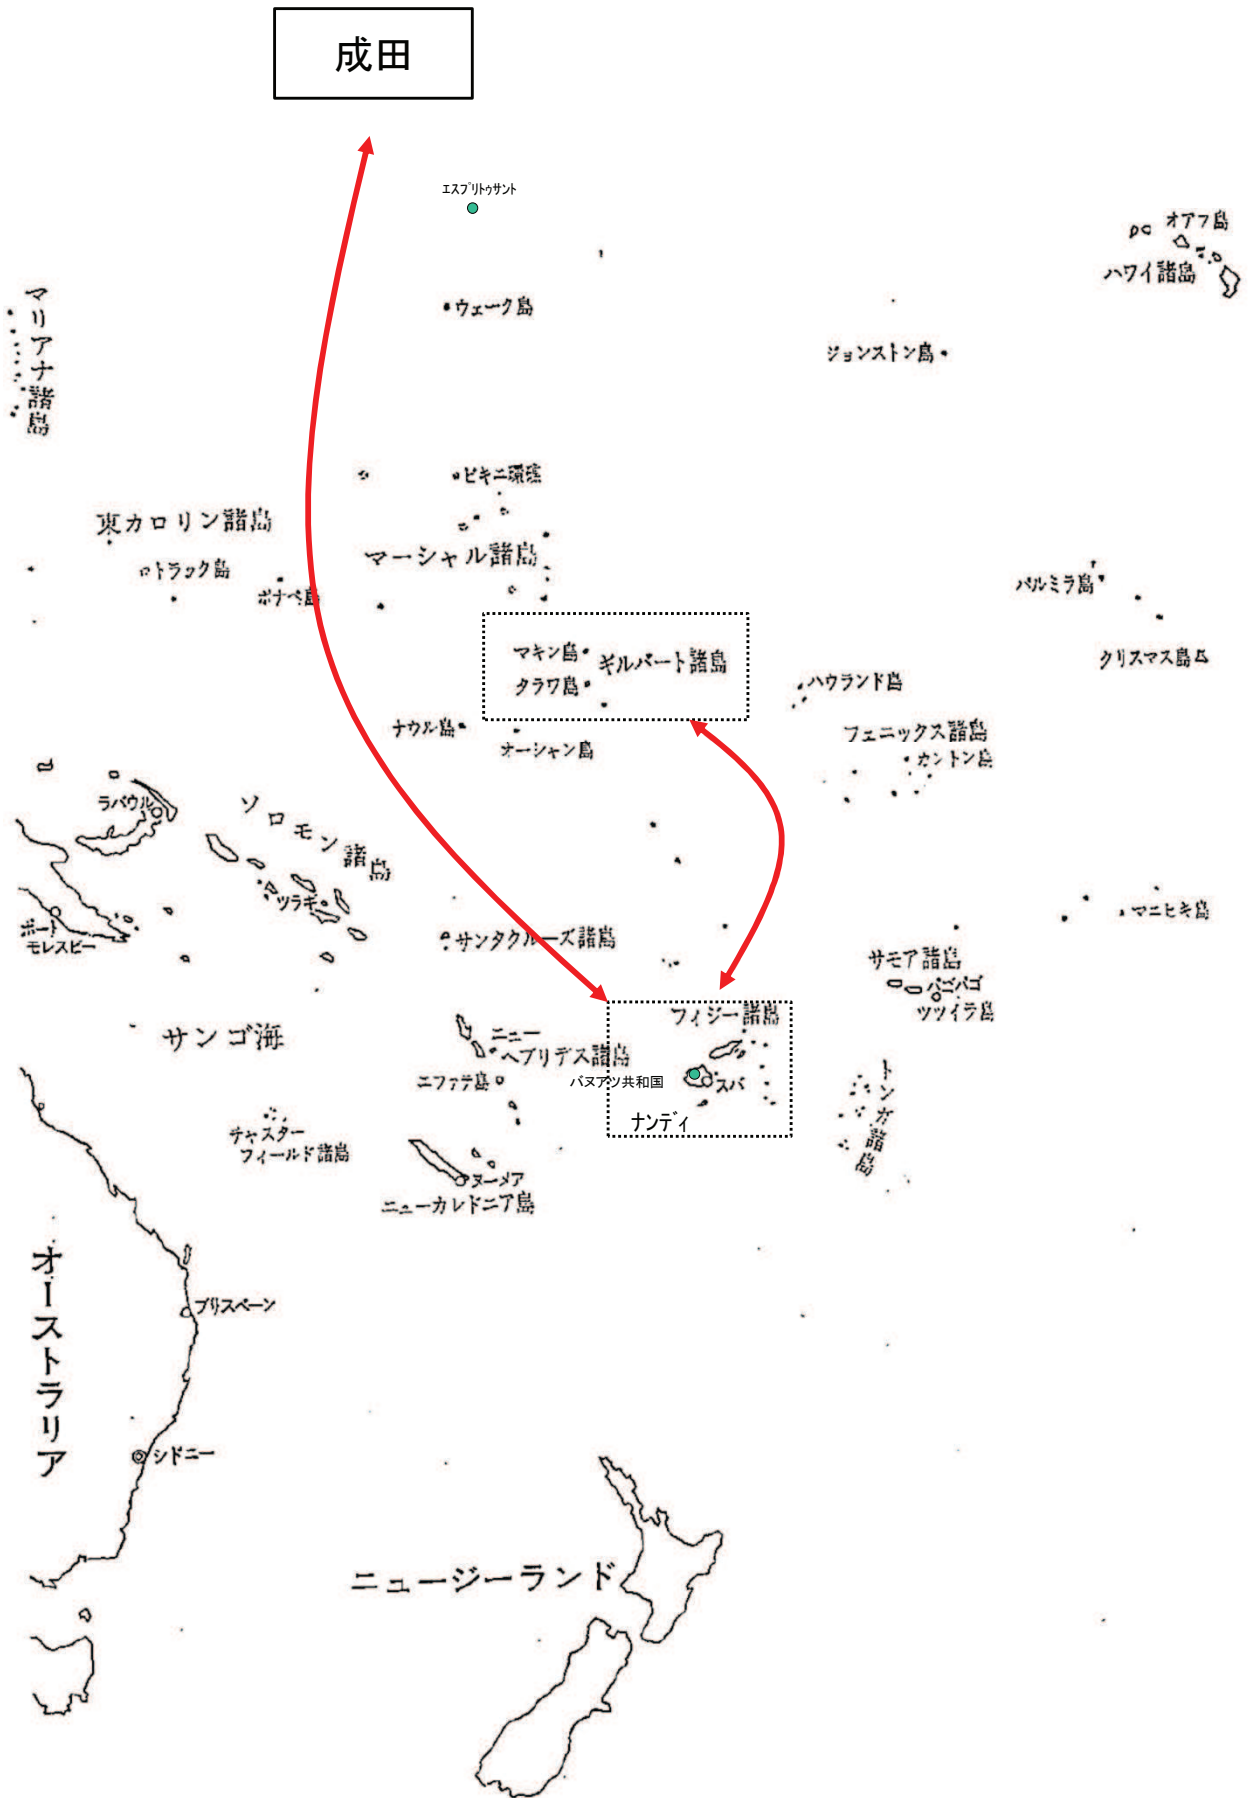 成田
エスプリトゥサント
オアフ島
ハワイ諸島
ウェーク島
マリアナ諸島
ジョンストン島
ビキニ環礁
東カロリン諸島
マーシャル諸島
トラック島
ポナペ島
パルミラ島
マキン島
ギルバート諸島
タラワ島
クリスマス島
ハウランド島
ナウル島
オーシャン島
フェニックス諸島
カントン島
ラバウル
ソロモン諸島
ツラギ
ポート
モレスビー
サンタクルーズ諸島
マニヒキ島
サモア諸島
パゴパゴ
ツツイラ島
フィジー諸島
サンゴ海
ニュー
ヘブリデス諸島
エファテ島
バヌアツ共和国
スバ
ナンディ
トンガ諸島
チャスター
フィールド諸島
ヌーメア
ニューカレドニア島
オーストラリア
ブリスベーン
シドニー
ニュージーランド